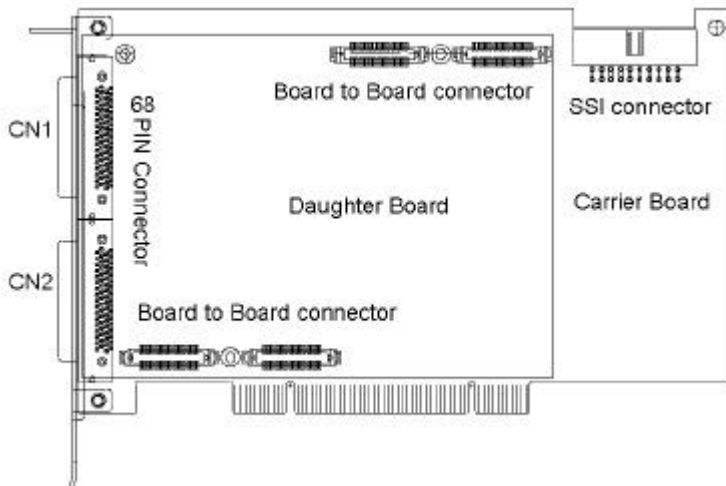 Board to Board connector
68
PIN Connector
SSI connector
CN1
Daughter Board
Carrier Board
CN2
Board to Board connector